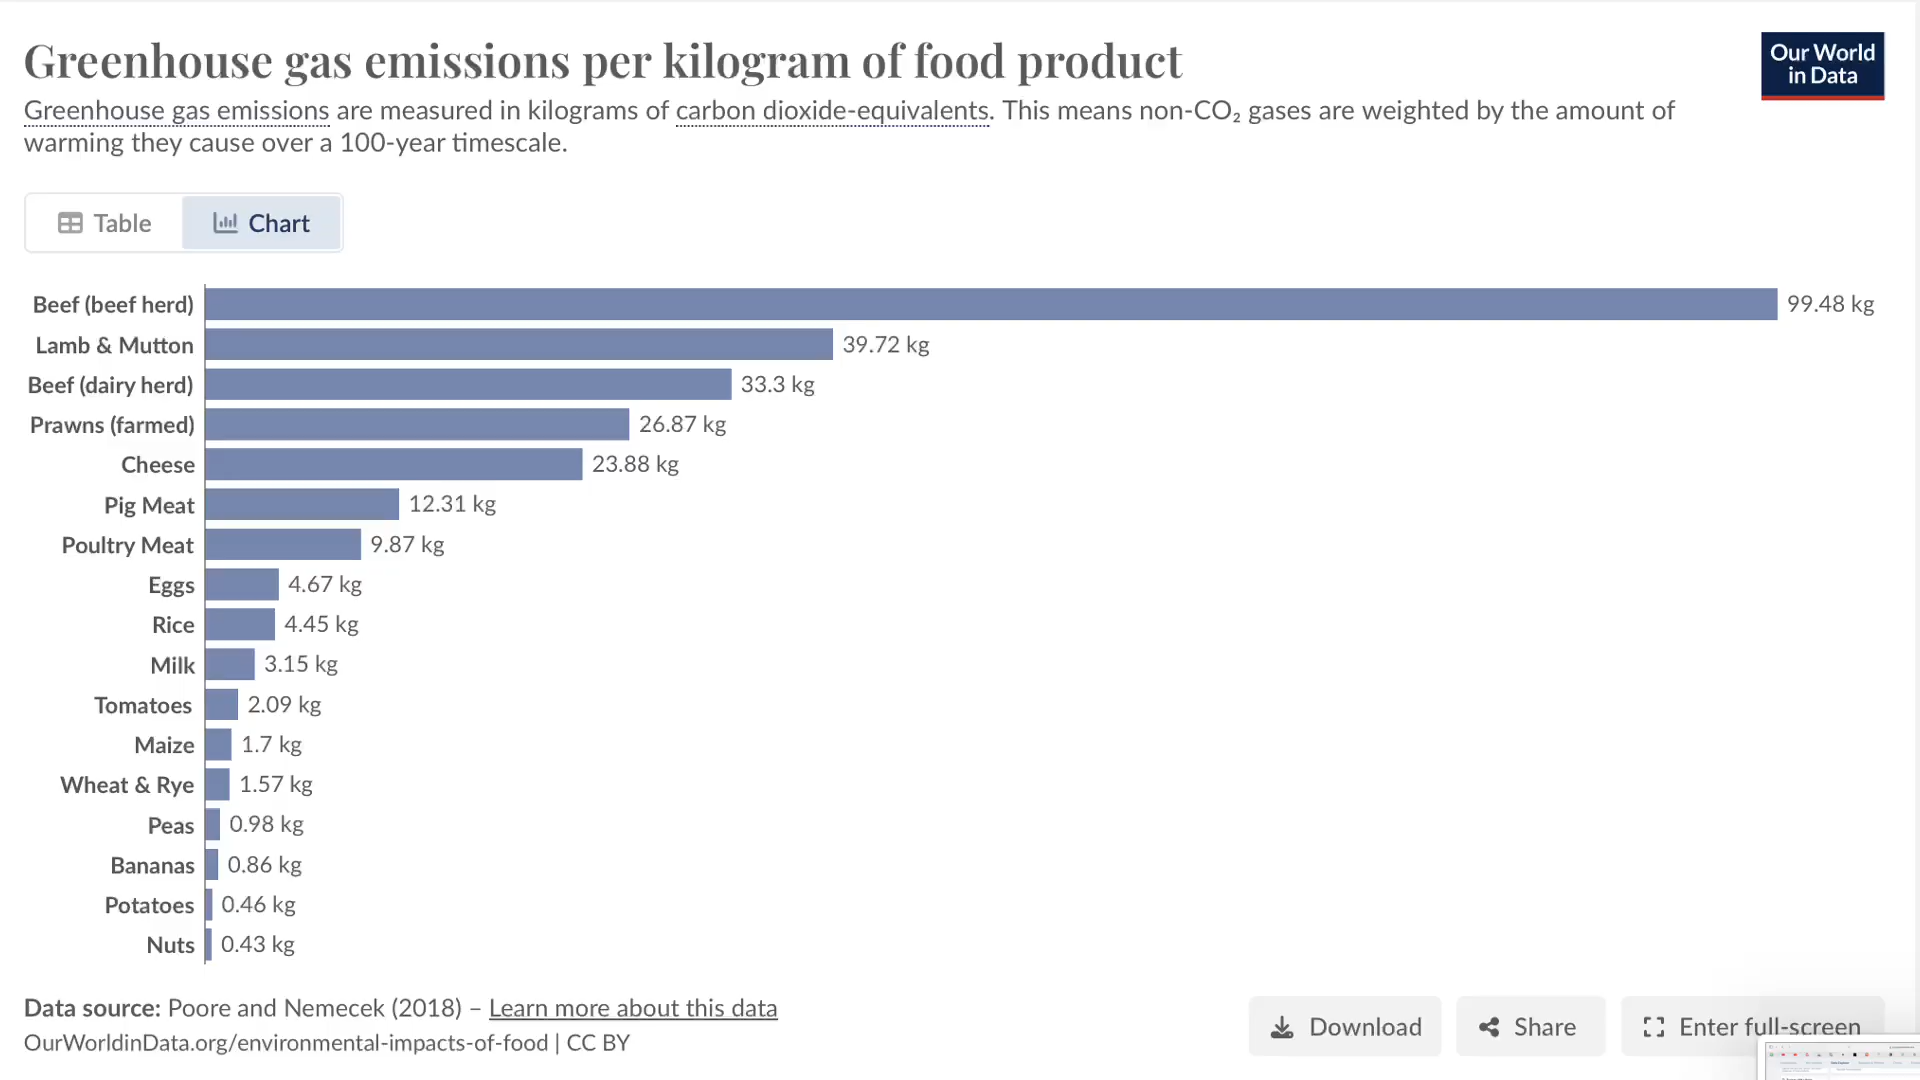 Greenhouse gas emissions per kilogram of food product
Our World
in Data
Greenhouse gas emissions are measured in kilograms of carbon dioxide-equivalents. This means non-CO₂ gases are weighted by the amount of
warming they cause over a 100-year timescale.
Table
Chart
Beef (beef herd) 99.48 kg
Lamb & Mutton 39.72 kg
Beef (dairy herd) 33.3 kg
Prawns (farmed) 26.87 kg
Cheese 23.88 kg
Pig Meat 12.31 kg
Poultry Meat 9.87 kg
Eggs 4.67 kg
Rice 4.45 kg
Milk 3.15 kg
Tomatoes 2.09 kg
Maize 1.7 kg
Wheat & Rye 1.57 kg
Peas 0.98 kg
Bananas 0.86 kg
Potatoes 0.46 kg
Nuts 0.43 kg
Data source: Poore and Nemecek (2018) – Learn more about this data
OurWorldinData.org/environmental-impacts-of-food | CC BY
Download
Share
Enter full-screen